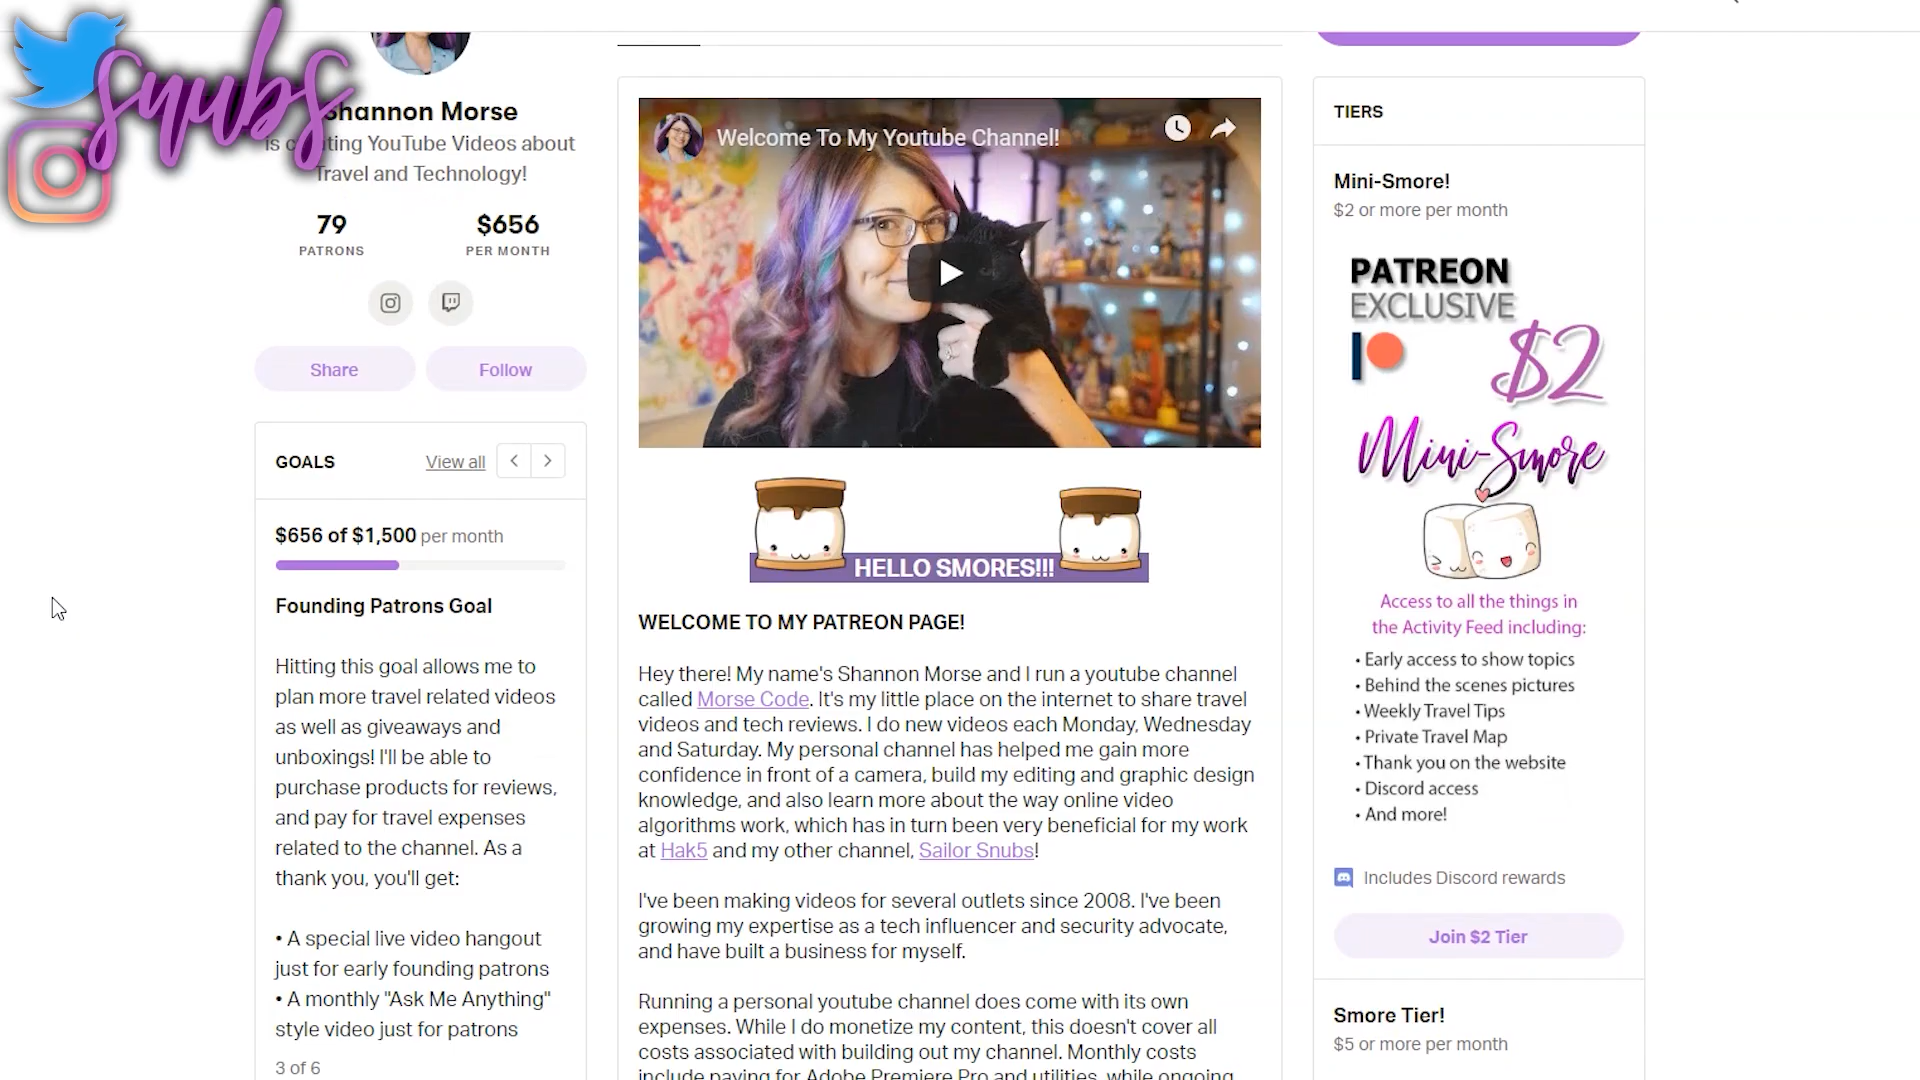 snubs
Shannon Morse
is creating YouTube Videos about
Travel and Technology!
79
PATRONS
$656
PER MONTH
Share
Follow
GOALS
View all
$656 of $1,500 per month
Founding Patrons Goal
Hitting this goal allows me to
plan more travel related videos
as well as giveaways and
unboxings! I'll be able to
purchase products for reviews,
and pay for travel expenses
related to the channel. As a
thank you, you'll get:
• A special live video hangout
just for early founding patrons
• A monthly "Ask Me Anything"
style video just for patrons
3 of 6
Welcome To My Youtube Channel!
HELLO SMORES!!!
WELCOME TO MY PATREON PAGE!
Hey there! My name's Shannon Morse and I run a youtube channel
called Morse Code. It's my little place on the internet to share travel
videos and tech reviews. I do new videos each Monday, Wednesday
and Saturday. My personal channel has helped me gain more
confidence in front of a camera, build my editing and graphic design
knowledge, and also learn more about the way online video
algorithms work, which has in turn been very beneficial for my work
at Hak5 and my other channel, Sailor Snubs!
I've been making videos for several outlets since 2008. I've been
growing my expertise as a tech influencer and security advocate,
and have built a business for myself.
Running a personal youtube channel does come with its own
expenses. While I do monetize my content, this doesn't cover all
costs associated with building out my channel. Monthly costs
include paying for Adobe Premiere Pro and utilities, while ongoing
TIERS
Mini-Smore!
$2 or more per month
PATREON
EXCLUSIVE
$2
Mini-Smore
Access to all the things in
the Activity Feed including:
• Early access to show topics
• Behind the scenes pictures
• Weekly Travel Tips
• Private Travel Map
• Thank you on the website
• Discord access
• And more!
Includes Discord rewards
Join $2 Tier
Smore Tier!
$5 or more per month